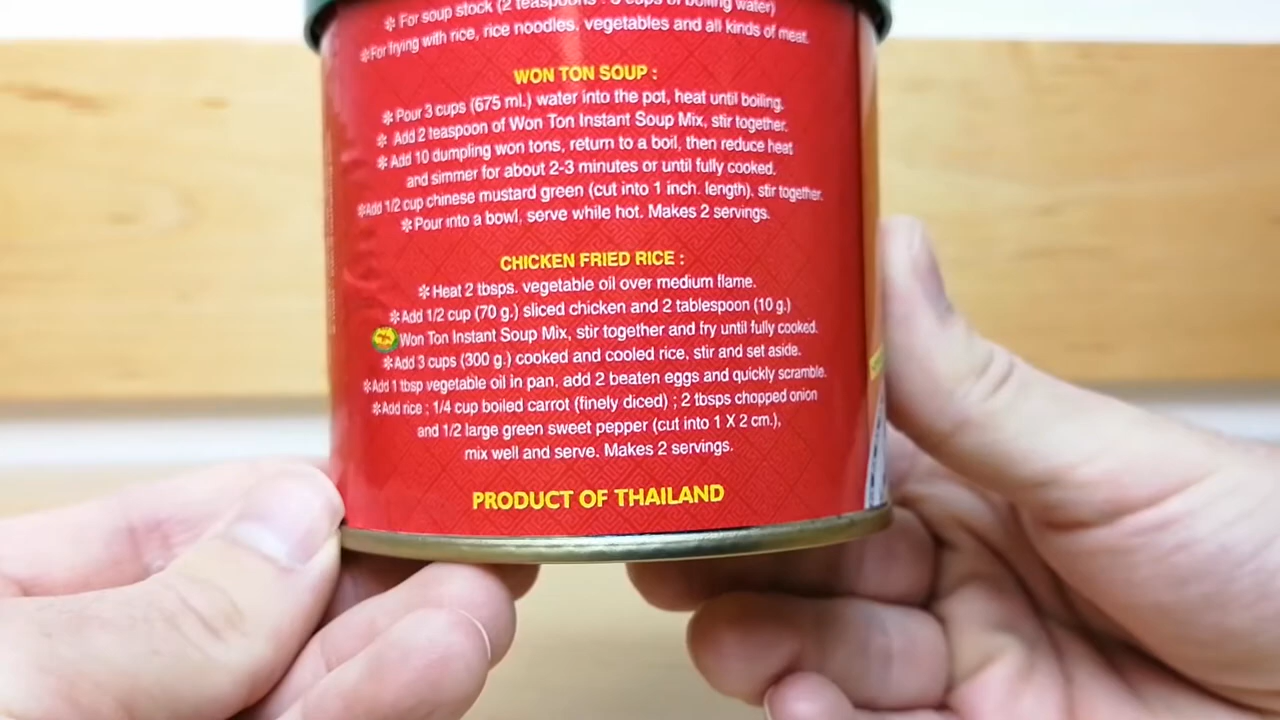 ✻ For soup stock (2 teaspoons : 3 cups of boiling water)
✻For frying with rice, rice noodles, vegetables and all kinds of meat.
WON TON SOUP :
✻ Pour 3 cups (675 ml.) water into the pot, heat until boiling.
✻ Add 2 teaspoon of Won Ton Instant Soup Mix, stir together.
✻ Add 10 dumpling won tons, return to a boil, then reduce heat
and simmer for about 2-3 minutes or until fully cooked.
✻Add 1/2 cup chinese mustard green (cut into 1 inch. length), stir together.
✻ Pour into a bowl, serve while hot. Makes 2 servings.
CHICKEN FRIED RICE :
✻ Heat 2 tbsps. vegetable oil over medium flame.
✻Add 1/2 cup (70 g.) sliced chicken and 2 tablespoon (10 g.)
Won Ton Instant Soup Mix, stir together and fry until fully cooked.
✻Add 3 cups (300 g.) cooked and cooled rice, stir and set aside.
✻Add 1 tbsp vegetable oil in pan, add 2 beaten eggs and quickly scramble.
✻Add rice ; 1/4 cup boiled carrot (finely diced) ; 2 tbsps chopped onion
and 1/2 large green sweet pepper (cut into 1 X 2 cm.),
mix well and serve. Makes 2 servings.
PRODUCT OF THAILAND